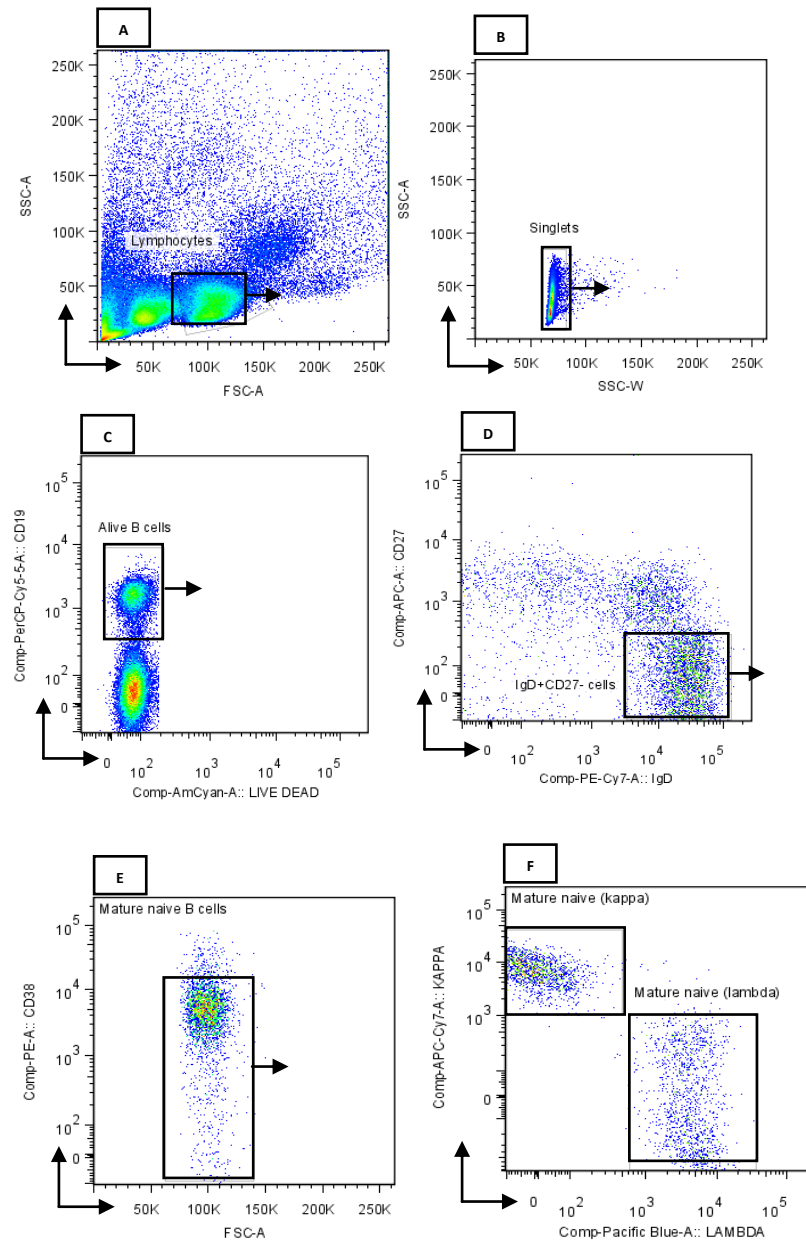 A
250K
200K
150K
100K
50K
0
SSC-A
Lymphocytes
50K
100K
150K
200K
250K
FSC-A
B
250K
200K
150K
100K
50K
0
SSC-A
Singlets
50K
100K
150K
200K
250K
SSC-W
C
10^5
10^4
10^3
10^2
0
Comp-PerCP-Cy5-5-A:: CD19
Alive B cells
0
10^2
10^3
10^4
10^5
Comp-AmCyan-A:: LIVE DEAD
D
10^5
10^4
10^3
10^2
0
Comp-APC-A:: CD27
IgD+CD27- cells
0
10^2
10^3
10^4
10^5
Comp-PE-Cy7-A:: IgD
E
Mature naive B cells
10^5
10^4
10^3
10^2
0
Comp-PE-A:: CD38
50K
100K
150K
200K
250K
FSC-A
F
Mature naive (kappa)
10^5
10^4
10^3
0
Comp-APC-Cy7-A:: KAPPA
Mature naive (lambda)
0
10^2
10^3
10^4
10^5
Comp-Pacific Blue-A:: LAMBDA